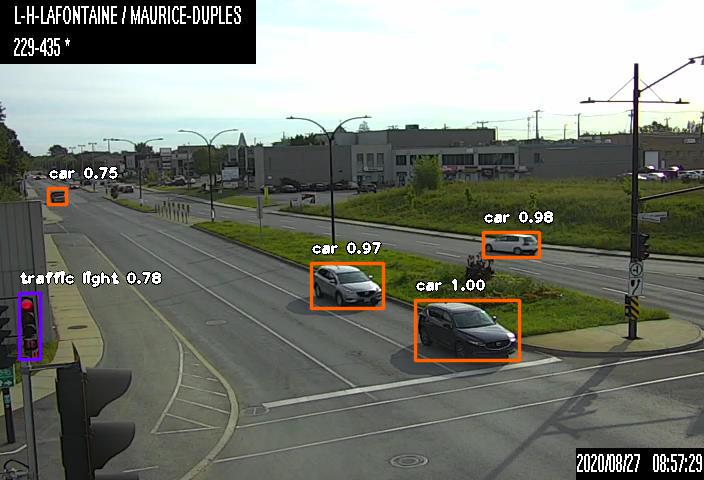 L-H-LAFONTAINE / MAURICE-DUPLES
229-435 *
car 0.75
car 0.98
car 0.97
car 1.00
traffic light 0.78
2020/08/27 08:57:29